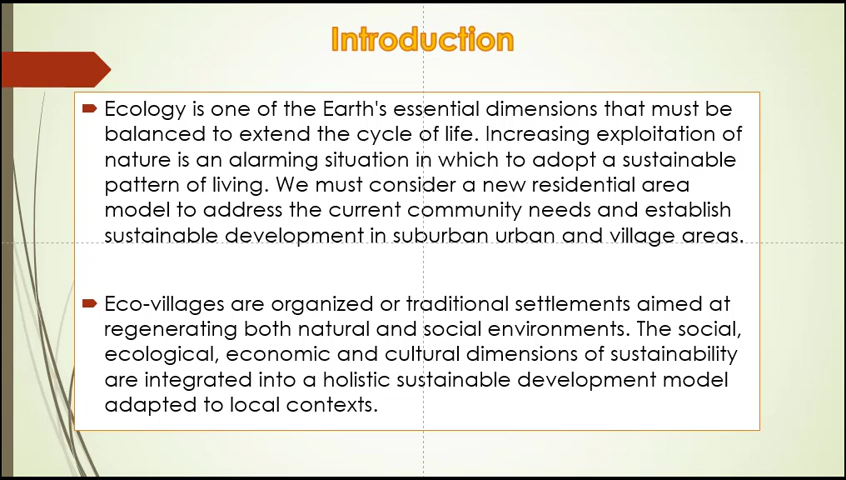 Introduction
Ecology is one of the Earth's essential dimensions that must be
balanced to extend the cycle of life. Increasing exploitation of
nature is an alarming situation in which to adopt a sustainable
pattern of living. We must consider a new residential area
model to address the current community needs and establish
sustainable development in suburban urban and village areas.
Eco-villages are organized or traditional settlements aimed at
regenerating both natural and social environments. The social,
ecological, economic and cultural dimensions of sustainability
are integrated into a holistic sustainable development model
adapted to local contexts.